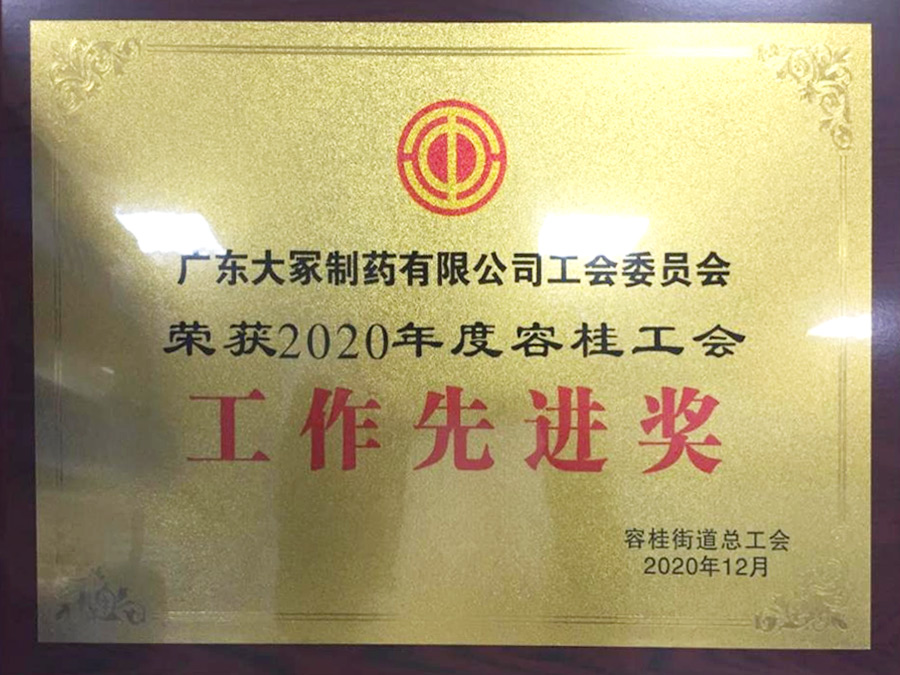 广东大冢制药有限公司工会委员会
荣获2020年度容桂工会
工作先进奖
容桂街道总工会
2020年12月